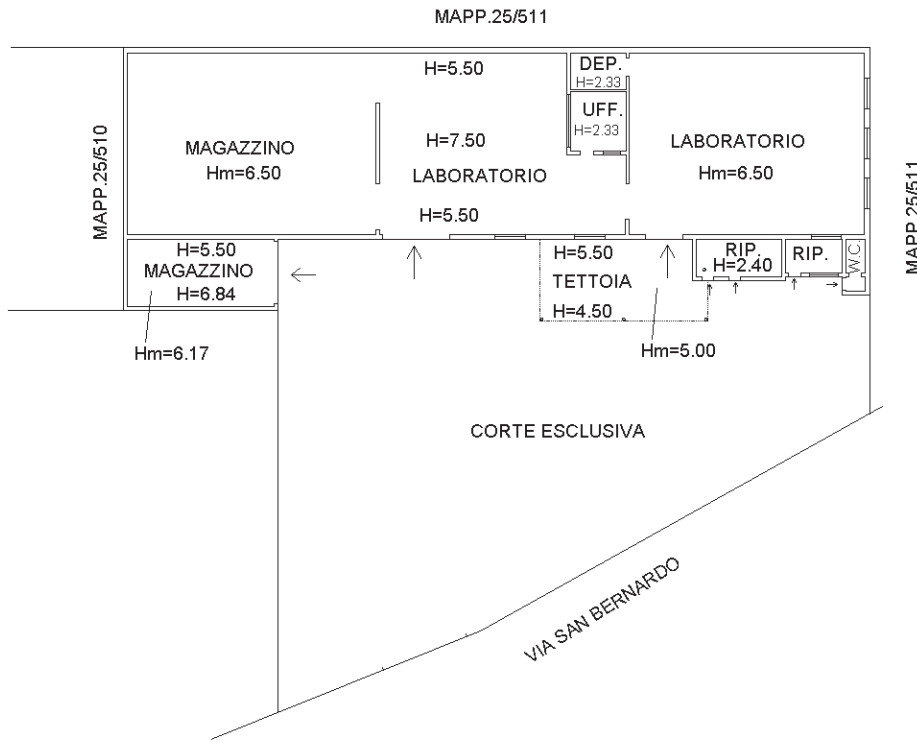 MAPP.25/511
H=5.50
DEP.
H=2.33
UFF.
H=2.33
MAGAZZINO
Hm=6.50
H=7.50
LABORATORIO
H=5.50
LABORATORIO
Hm=6.50
MAPP.25/510
MAPP.25/511
H=5.50
MAGAZZINO
H=6.84
Hm=6.17
H=5.50
TETTOIA
H=4.50
Hm=5.00
RIP.
H=2.40
RIP.
W.C
CORTE ESCLUSIVA
VIA SAN BERNARDO